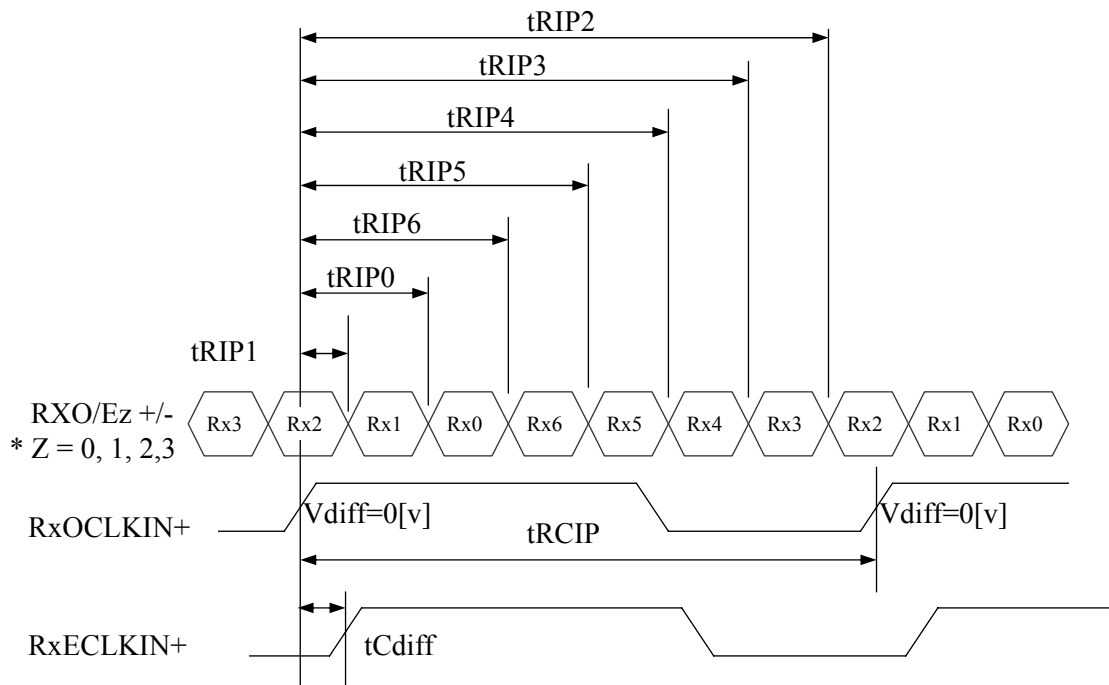 tRIP2
tRIP3
tRIP4
tRIP5
tRIP6
tRIP0
tRIP1
RXO/Ez +/-
* Z = 0, 1, 2,3
Rx3 Rx2 Rx1 Rx0 Rx6 Rx5 Rx4 Rx3 Rx2 Rx1 Rx0
RxOCLKIN+
Vdiff=0[v]
Vdiff=0[v]
tRCIP
RxECLKIN+
tCdiff